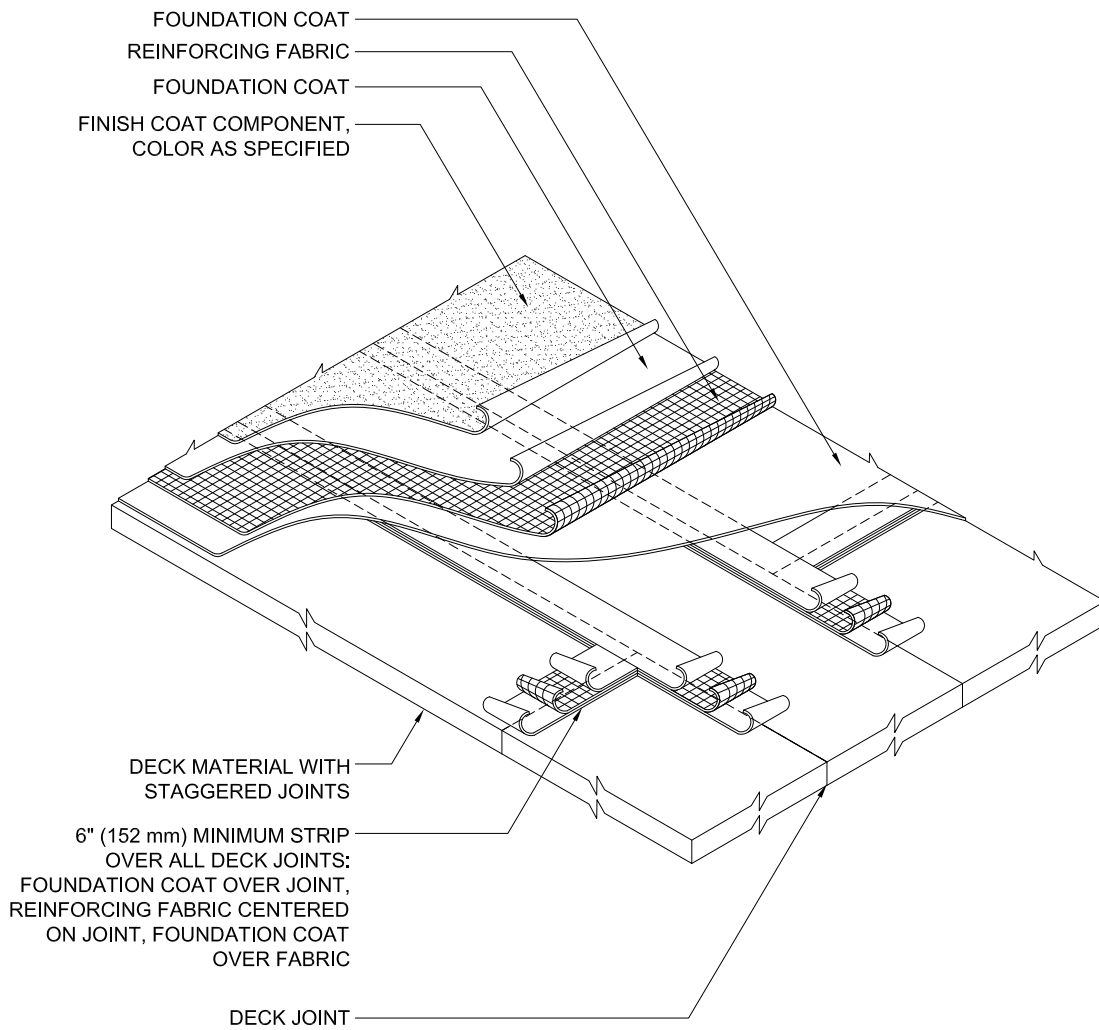 FOUNDATION COAT
REINFORCING FABRIC
FOUNDATION COAT
FINISH COAT COMPONENT,
COLOR AS SPECIFIED
DECK MATERIAL WITH
STAGGERED JOINTS
6" (152 mm) MINIMUM STRIP
OVER ALL DECK JOINTS:
FOUNDATION COAT OVER JOINT,
REINFORCING FABRIC CENTERED
ON JOINT, FOUNDATION COAT
OVER FABRIC
DECK JOINT